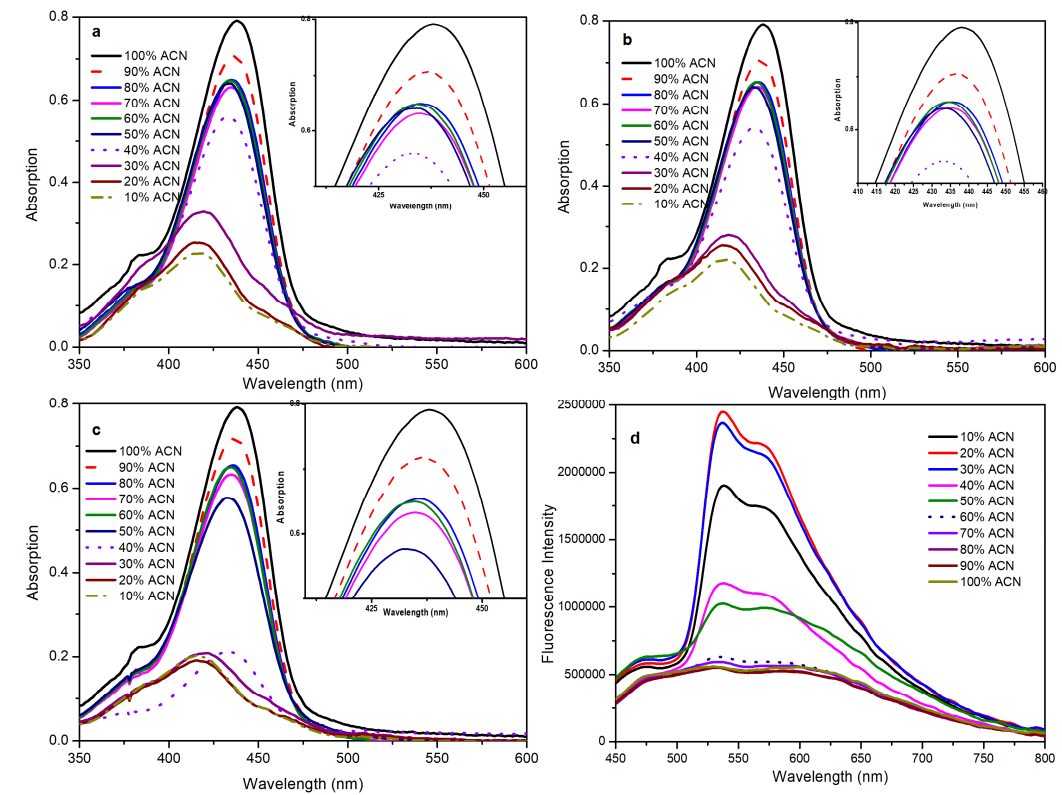 a
100% ACN
90% ACN
80% ACN
70% ACN
60% ACN
50% ACN
40% ACN
30% ACN
20% ACN
10% ACN
Absorption
0.8
0.6
0.4
0.2
0.0
350 400 450 500 550 600
Wavelength (nm)
0.8
0.6
Absorption
425 450
Wavelength (nm)
b
100% ACN
90% ACN
80% ACN
70% ACN
60% ACN
50% ACN
40% ACN
30% ACN
20% ACN
10% ACN
Absorption
0.8
0.6
0.4
0.2
0.0
350 400 450 500 550 600
Wavelength (nm)
0.8
0.6
Absorption
410 415 420 425 430 435 440 445 450 455 460
Wavelength (nm)
c
100% ACN
90% ACN
80% ACN
70% ACN
60% ACN
50% ACN
40% ACN
30% ACN
20% ACN
10% ACN
Absorption
0.8
0.6
0.4
0.2
0.0
350 400 450 500 550 600
Wavelength (nm)
0.8
0.6
Absorption
425 450
Wavelength (nm)
d
10% ACN
20% ACN
30% ACN
40% ACN
50% ACN
60% ACN
70% ACN
80% ACN
90% ACN
100% ACN
Fluorescence Intensity
2500000
2000000
1500000
1000000
500000
0
450 500 550 600 650 700 750 800
Wavelength (nm)